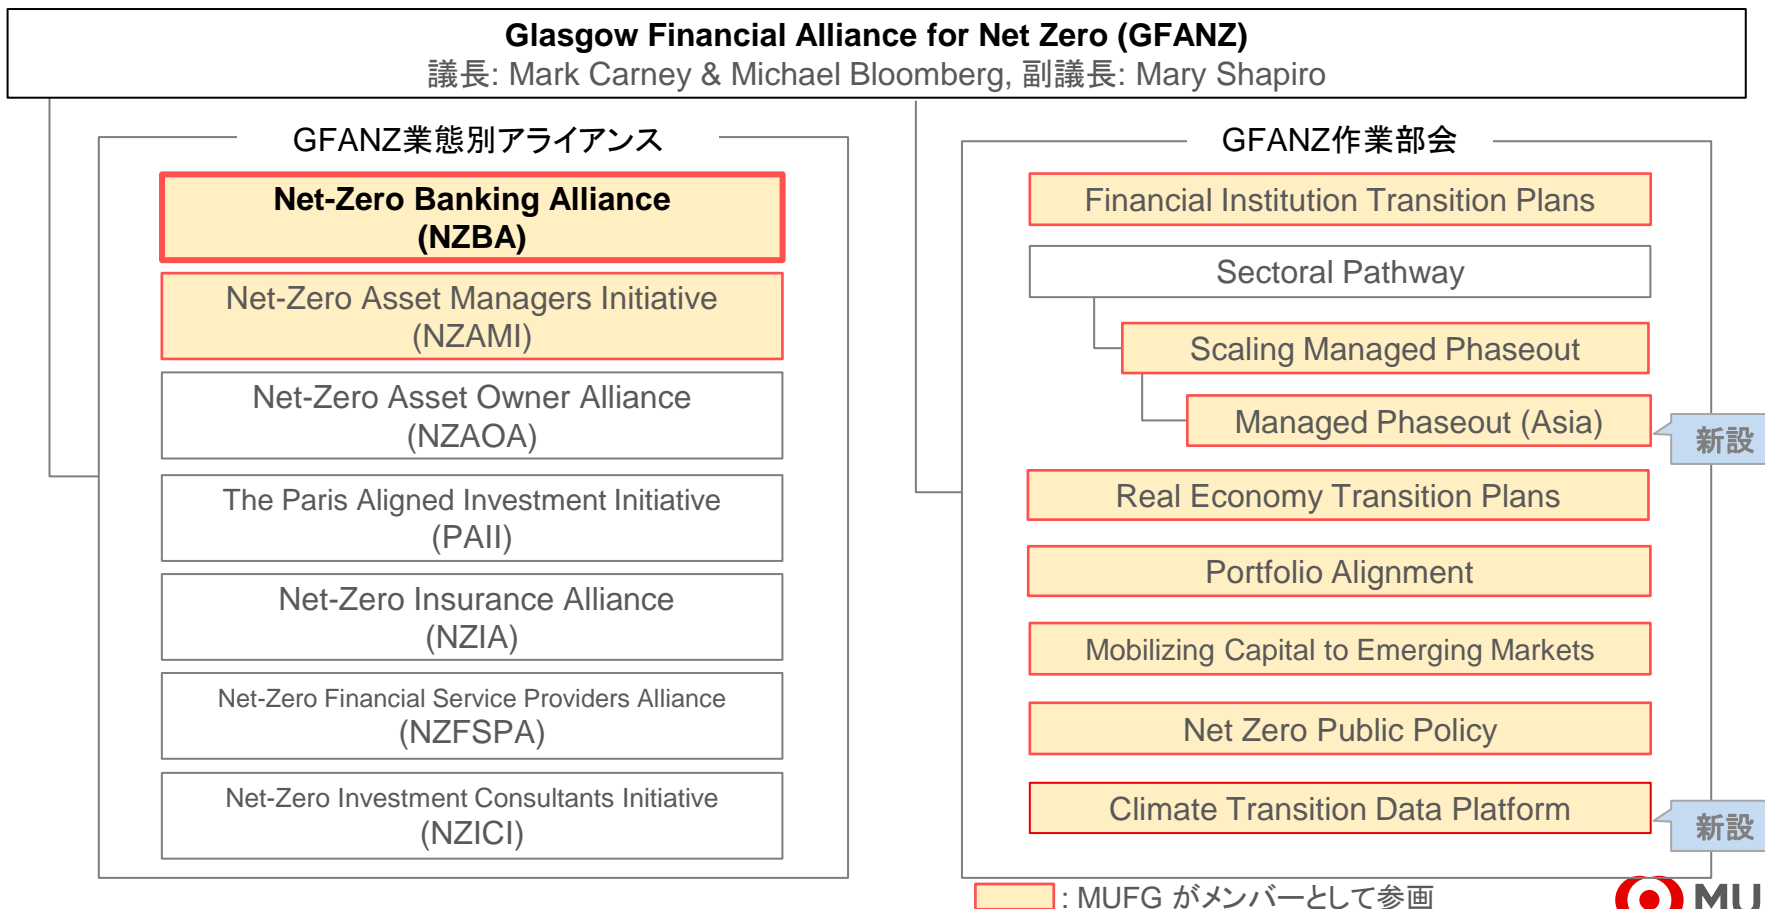 Glasgow Financial Alliance for Net Zero (GFANZ)
議長: Mark Carney & Michael Bloomberg, 副議長: Mary Shapiro
GFANZ業態別アライアンス
Net-Zero Banking Alliance
(NZBA)
Net-Zero Asset Managers Initiative
(NZAMI)
Net-Zero Asset Owner Alliance
(NZAOA)
The Paris Aligned Investment Initiative
(PAII)
Net-Zero Insurance Alliance
(NZIA)
Net-Zero Financial Service Providers Alliance
(NZFSPA)
Net-Zero Investment Consultants Initiative
(NZICI)
GFANZ作業部会
Financial Institution Transition Plans
Sectoral Pathway
Scaling Managed Phaseout
Managed Phaseout (Asia)
新設
Real Economy Transition Plans
Portfolio Alignment
Mobilizing Capital to Emerging Markets
Net Zero Public Policy
Climate Transition Data Platform
新設
: MUFG がメンバーとして参画
MU